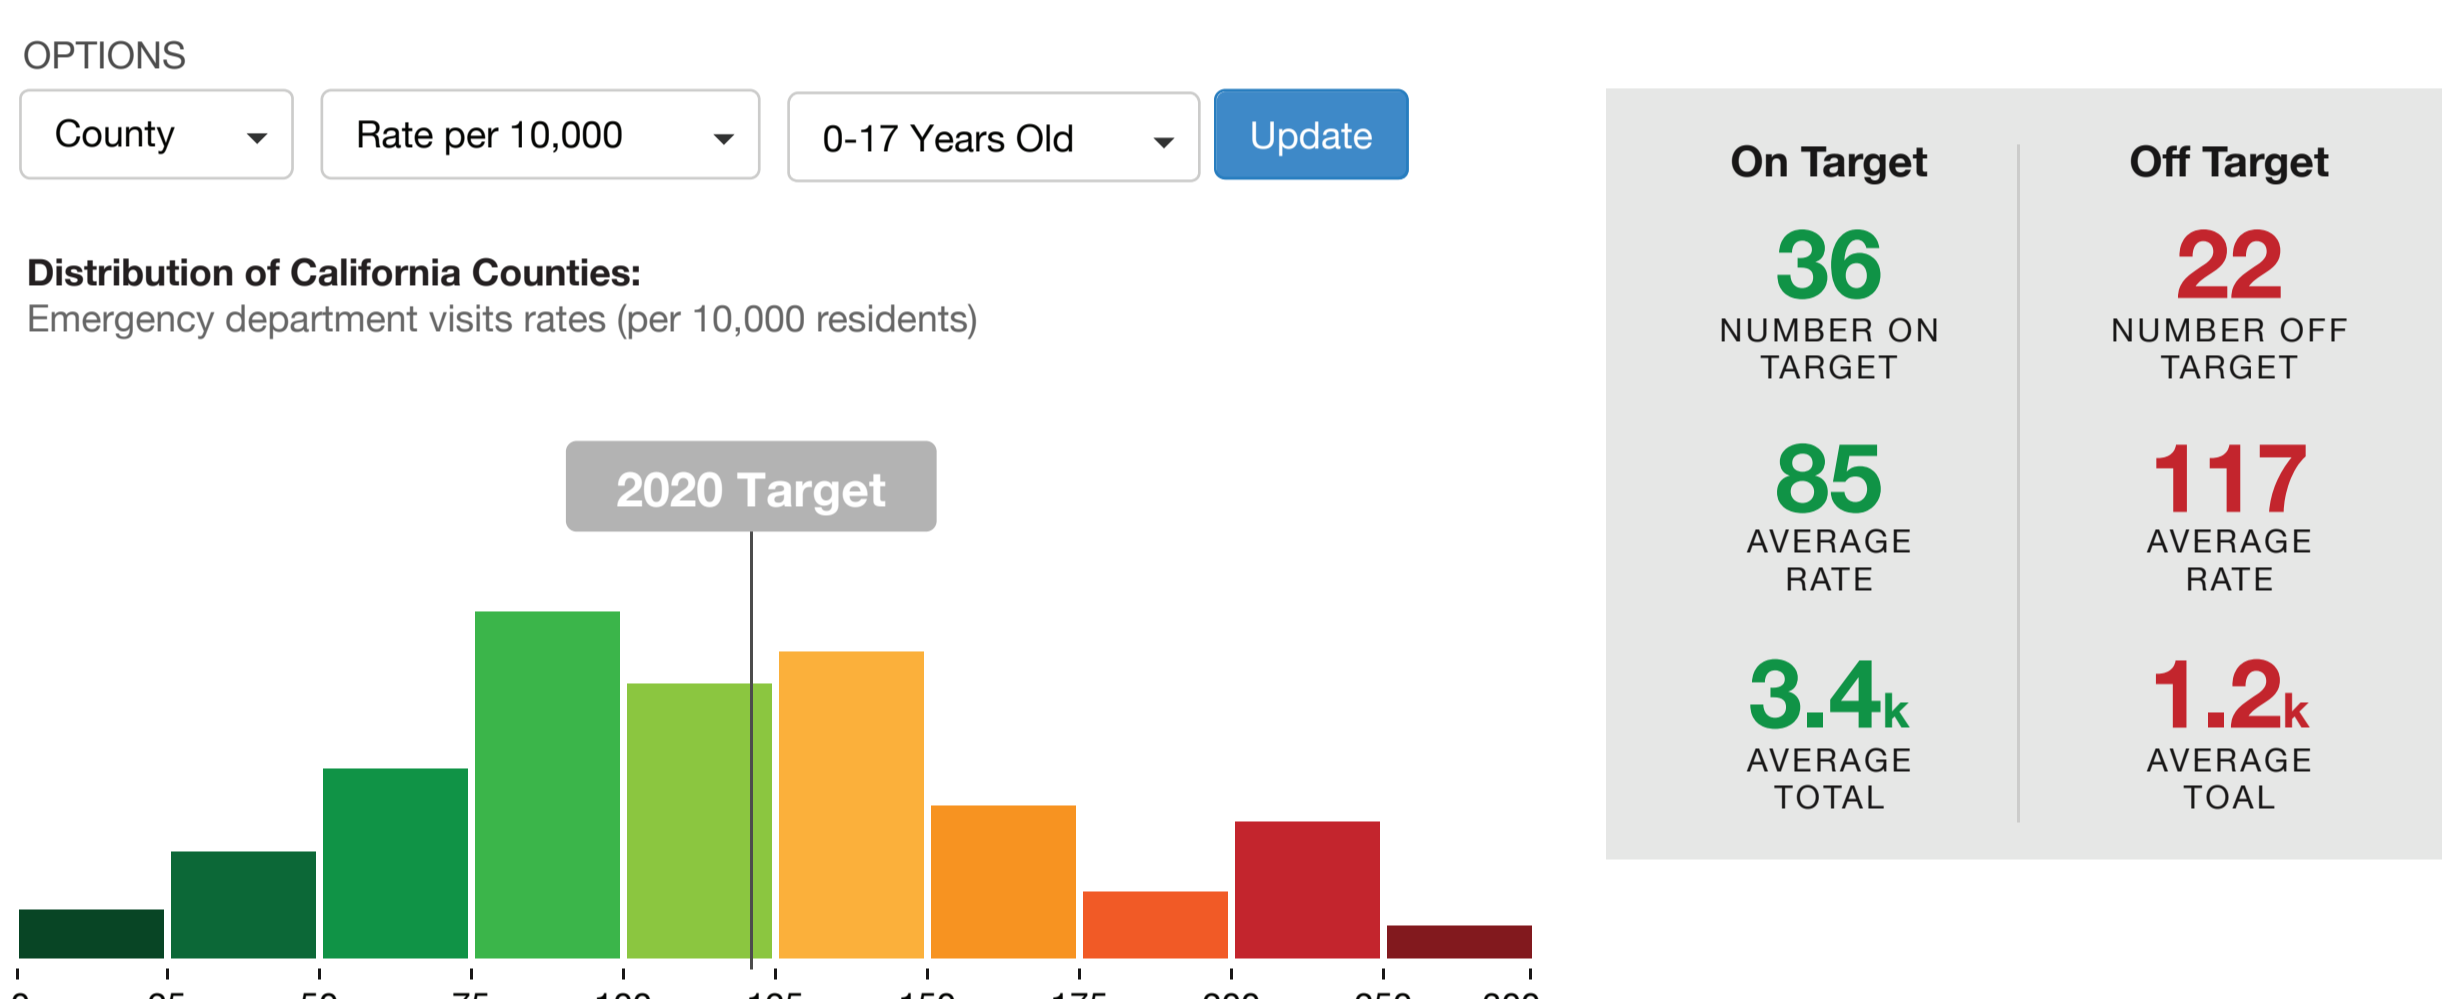 OPTIONS
County
Rate per 10,000
0-17 Years Old
Update
Distribution of California Counties:
Emergency department visits rates (per 10,000 residents)
2020 Target
On Target
36
NUMBER ON
TARGET
85
AVERAGE
RATE
3.4k
AVERAGE
TOTAL
Off Target
22
NUMBER OFF
TARGET
117
AVERAGE
RATE
1.2k
AVERAGE
TOAL